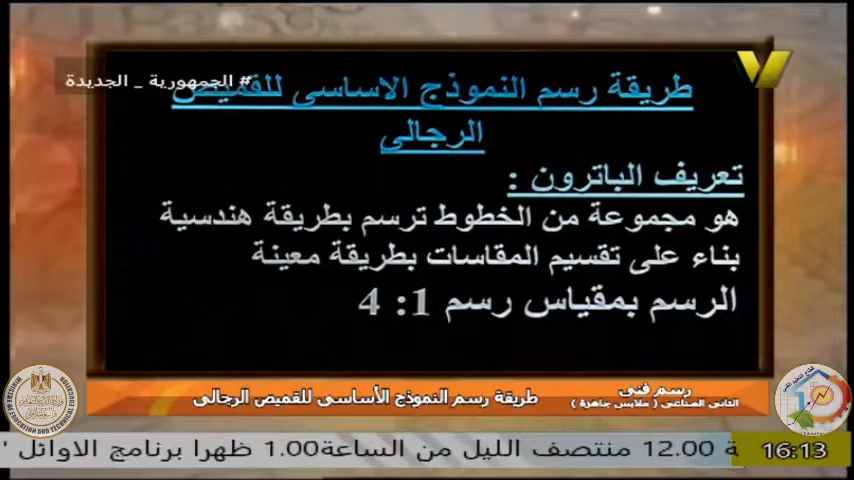 # الجمهورية _ الجديدة
طريقة رسم النموذج الاساسى للقميص
الرجالى
تعريف الباترون :
هو مجموعة من الخطوط ترسم بطريقة هندسية
بناء على تقسيم المقاسات بطريقة معينة
الرسم بمقياس رسم 1: 4
رسم فنى
الثانى الصناعى ( ملابس جاهزة )
طريقة رسم النموذج الأساسى للقميص الرجالى
ة 12.00 منتصف الليل من الساعة1.00 ظهرا برنامج الاوائل "
16:13